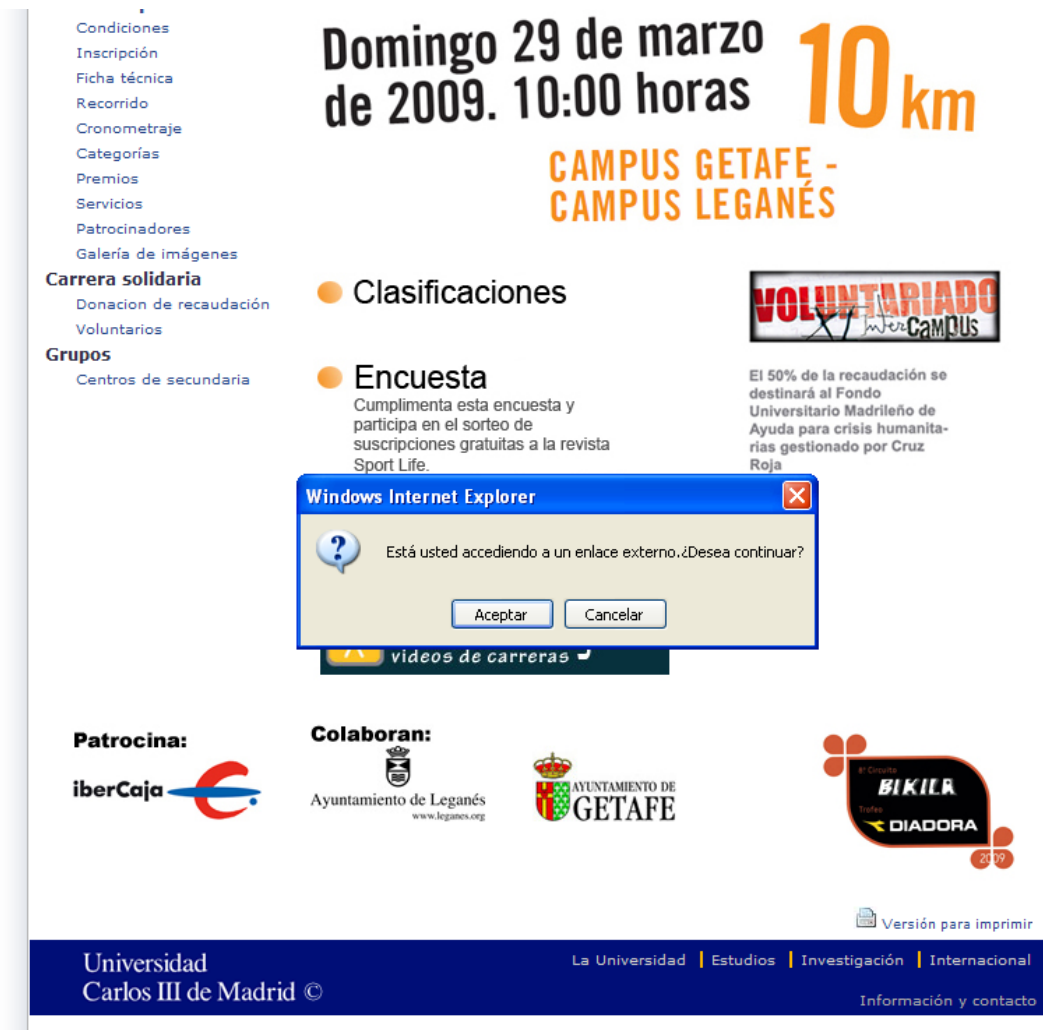 Condiciones
Inscripción
Ficha técnica
Recorrido
Cronometraje
Categorías
Premios
Servicios
Patrocinadores
Galería de imágenes
Carrera solidaria
Donacion de recaudación
Voluntarios
Grupos
Centros de secundaria
Domingo 29 de marzo
de 2009. 10:00 horas
10 km
CAMPUS GETAFE -
CAMPUS LEGANÉS
Clasificaciones
Encuesta
Cumplimenta esta encuesta y
participa en el sorteo de
suscripciones gratuitas a la revista
Sport Life.
VOLUNTARIADO
XI InterCampUs
El 50% de la recaudación se
destinará al Fondo
Universitario Madrileño de
Ayuda para crisis humanita-
rias gestionado por Cruz
Roja
Windows Internet Explorer
Está usted accediendo a un enlace externo.¿Desea continuar?
Aceptar
Cancelar
videos de carreras
Patrocina:
iberCaja
Colaboran:
Ayuntamiento de Leganés
www.leganes.org
AYUNTAMIENTO DE
GETAFE
8º Circuito
BIKILA
Trofeo
DIADORA
2009
Versión para imprimir
Universidad
Carlos III de Madrid ©
La Universidad | Estudios | Investigación | Internacional
Información y contacto